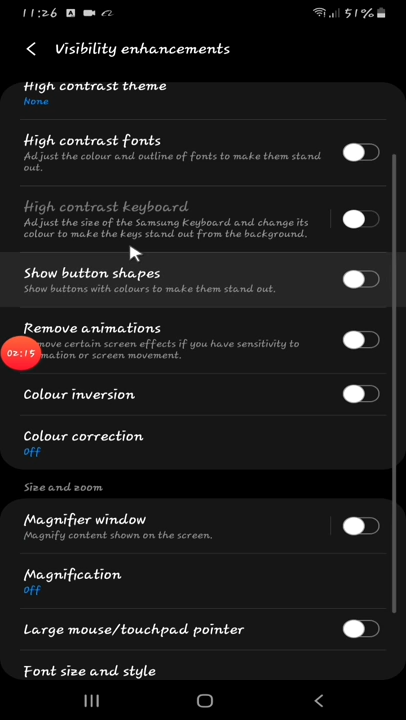 11:26
51%
Visibility enhancements
High contrast theme
None
High contrast fonts
Adjust the colour and outline of fonts to make them stand
out.
High contrast keyboard
Adjust the size of the Samsung Keyboard and change its
colour to make the keys stand out from the background.
Show button shapes
Show buttons with colours to make them stand out.
Remove animations
move certain screen effects if you have sensitivity to
02:15
mation or screen movement.
Colour inversion
Colour correction
Off
Size and zoom
Magnifier window
Magnify content shown on the screen.
Magnification
Off
Large mouse/touchpad pointer
Font size and style